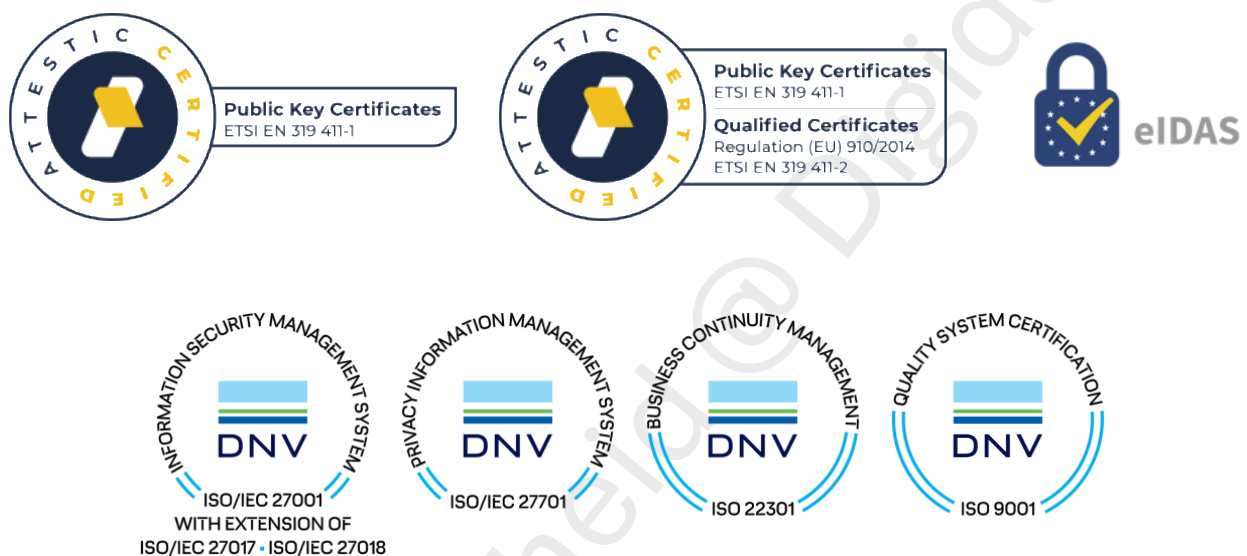 ATTESTIC CERTIFIED
Public Key Certificates
ETSI EN 319 411-1
ATTESTIC CERTIFIED
Public Key Certificates
ETSI EN 319 411-1
Qualified Certificates
Regulation (EU) 910/2014
ETSI EN 319 411-2
eIDAS
INFORMATION SECURITY MANAGEMENT SYSTEM
DNV
ISO/IEC 27001
WITH EXTENSION OF
ISO/IEC 27017 - ISO/IEC 27018
PRIVACY INFORMATION MANAGEMENT SYSTEM
DNV
ISO/IEC 27701
BUSINESS CONTINUITY MANAGEMENT
DNV
ISO 22301
QUALITY SYSTEM CERTIFICATION
DNV
ISO 9001